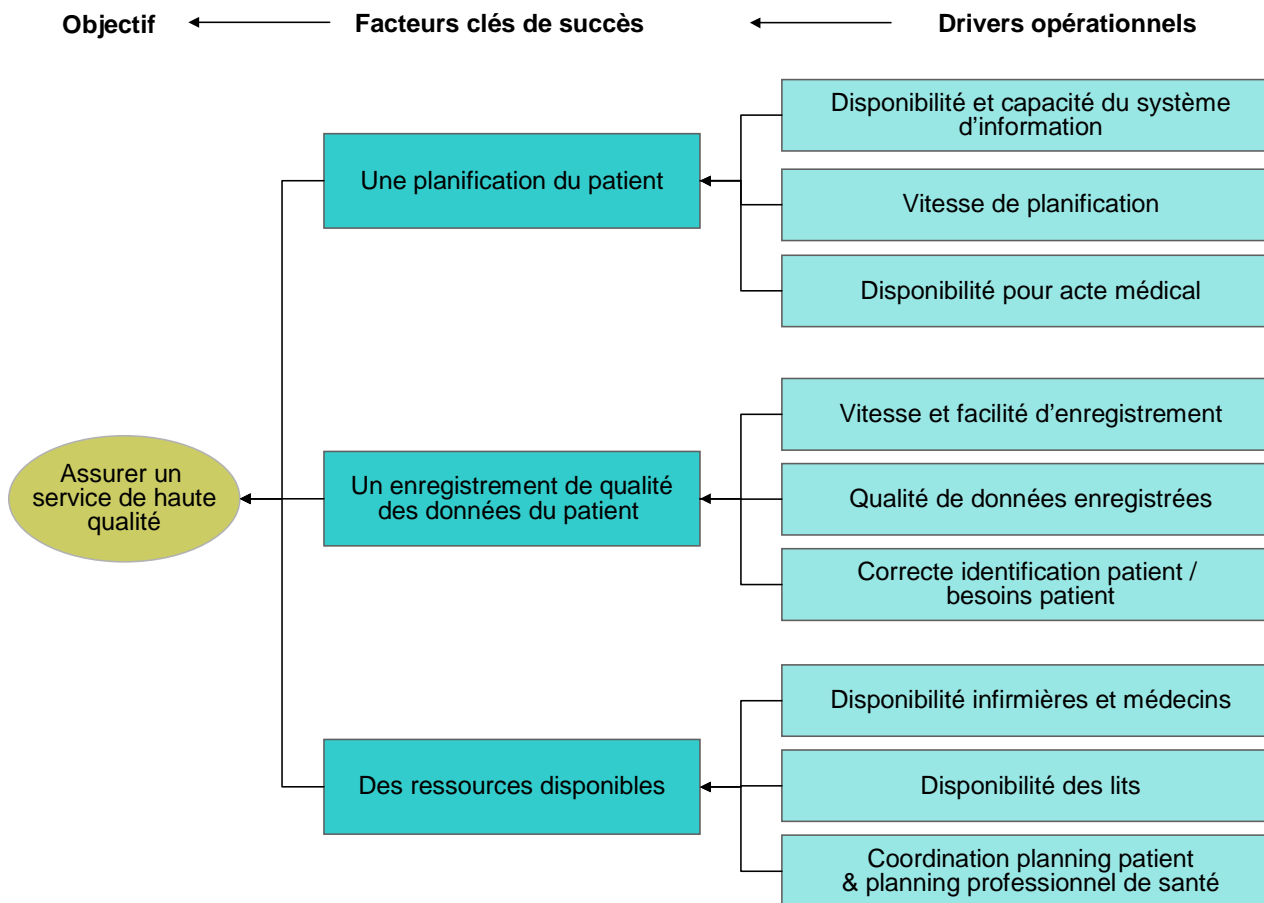 Objectif
Facteurs clés de succès
Drivers opérationnels
Disponibilité et capacité du système
d’information
Une planification du patient
Vitesse de planification
Disponibilité pour acte médical
Vitesse et facilité d’enregistrement
Assurer un
service de haute
qualité
Un enregistrement de qualité
des données du patient
Qualité de données enregistrées
Correcte identification patient /
besoins patient
Disponibilité infirmières et médecins
Des ressources disponibles
Disponibilité des lits
Coordination planning patient
& planning professionnel de santé